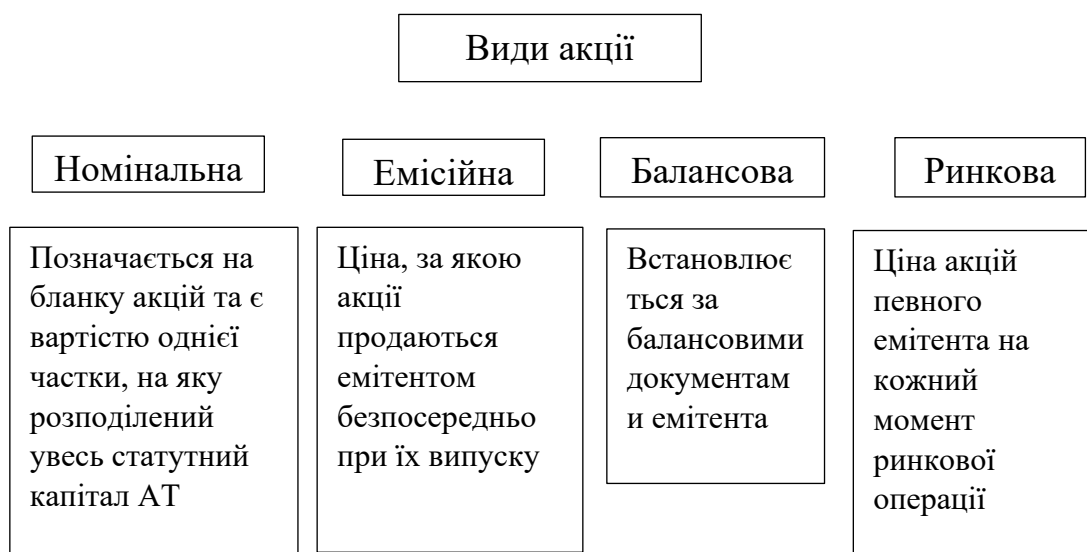 Види акції
Номінальна
Емісійна
Балансова
Ринкова
Позначається на
бланку акцій та є
вартістю однієї
частки, на яку
розподілений
увесь статутний
капітал АТ
Ціна, за якою
акції
продаються
емітентом
безпосередньо
при їх випуску
Встановлює
ться за
балансовими
документам
и емітента
Ціна акцій
певного
емітента на
кожний
момент
ринкової
операції